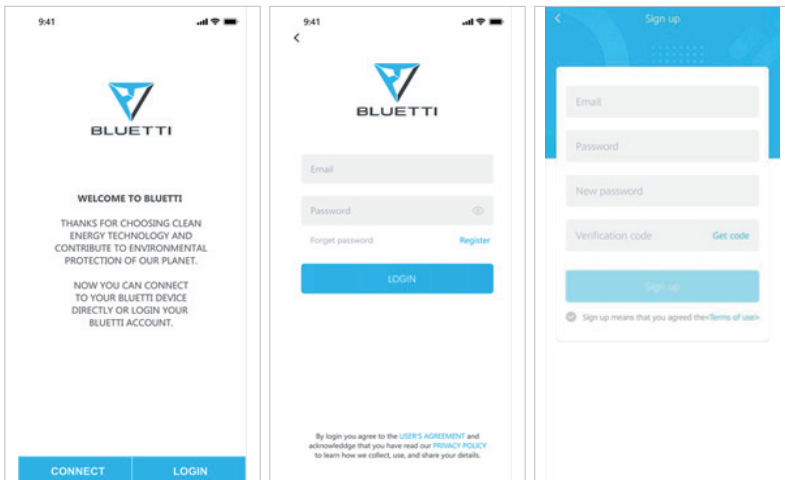 9:41
BLUETTI
WELCOME TO BLUETTI
THANKS FOR CHOOSING CLEAN
ENERGY TECHNOLOGY AND
CONTRIBUTE TO ENVIRONMENTAL
PROTECTION OF OUR PLANET.
NOW YOU CAN CONNECT
TO YOUR BLUETTI DEVICE
DIRECTLY OR LOGIN YOUR
BLUETTI ACCOUNT.
CONNECT
LOGIN
9:41
BLUETTI
Email
Password
Forget password
Register
LOGIN
By login you agree to the USER'S AGREEMENT and
acknowleddge that you have read our PRIVACY POLICY
to learn how we collect, use, and share your details.
Sign up
Email
Password
New password
Verification code
Get code
Sign up
Sign up means that you agreed the<Terms of use>